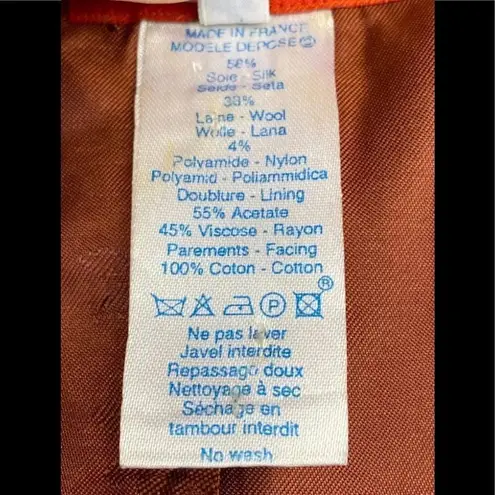 MADE IN FRANCE
MODELE DEPOSE
58%
Soie - Silk
Seide - Seta
38%
Laine - Wool
Wolle - Lana
4%
Polyamide - Nylon
Polyamid - Poliammidica
Doublure - Lining
55% Acetate
45% Viscose - Rayon
Parements - Facing
100% Coton - Cotton
P ®
Ne pas laver
Javel interdite
Repassage doux
Nettoyage à sec
Séchage en
tambour interdit
No wash